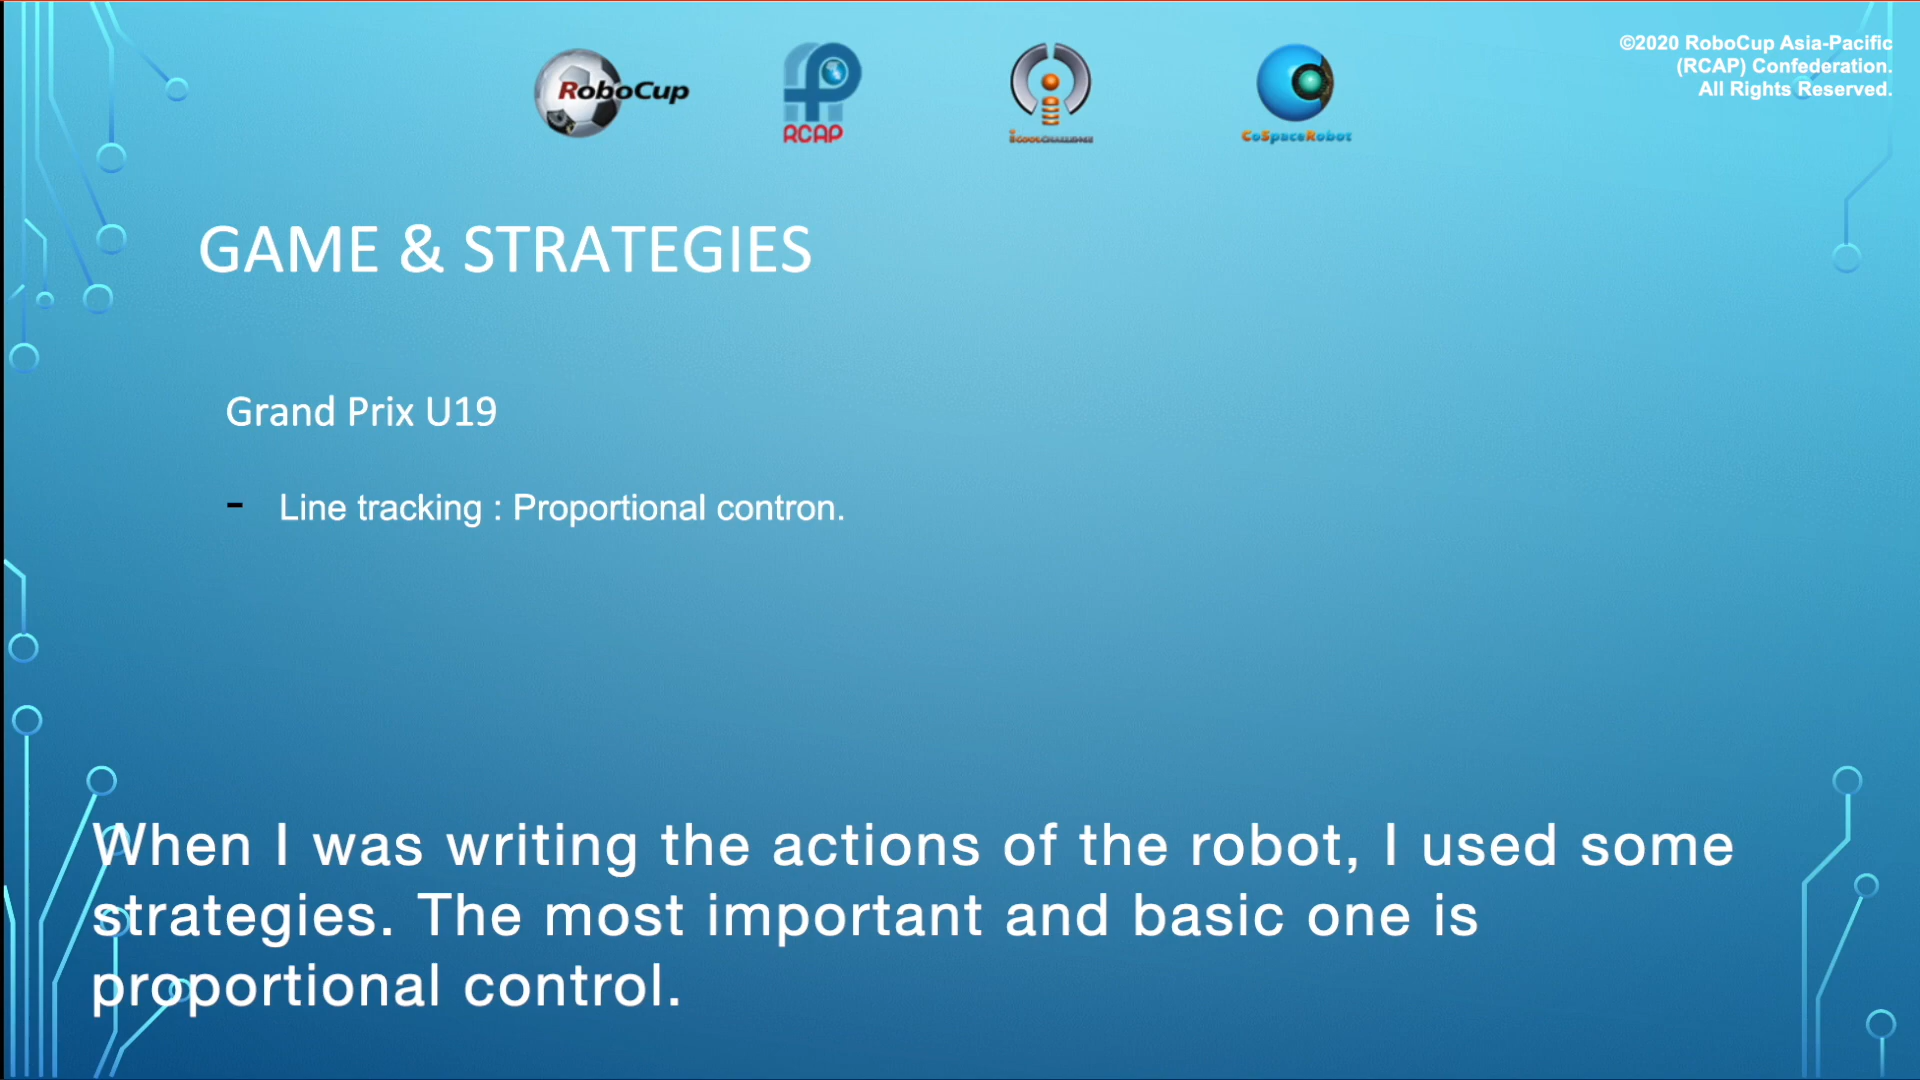 RoboCup
RCAP
iCOOLCHALLENGE
CoSpaceRobot
©2020 RoboCup Asia-Pacific
(RCAP) Confederation.
All Rights Reserved.
GAME & STRATEGIES
Grand Prix U19
- Line tracking : Proportional contron.
When I was writing the actions of the robot, I used some
strategies. The most important and basic one is
proportional control.